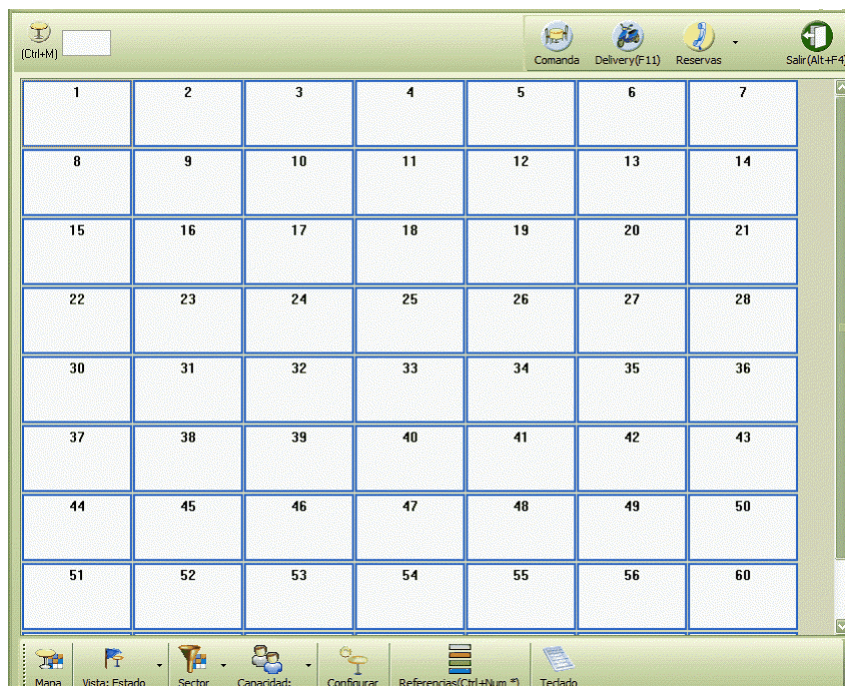 (Ctrl+M)
Comanda Delivery(F11) Reservas Salir(Alt+F4)
1 2 3 4 5 6 7
8 9 10 11 12 13 14
15 16 17 18 19 20 21
22 23 24 25 26 27 28
30 31 32 33 34 35 36
37 38 39 40 41 42 43
44 45 46 47 48 49 50
51 52 53 54 55 56 60
Mapa Vista: Estado Sector Capacidad: Configurar Referencias(Ctrl+Num *) Teclado